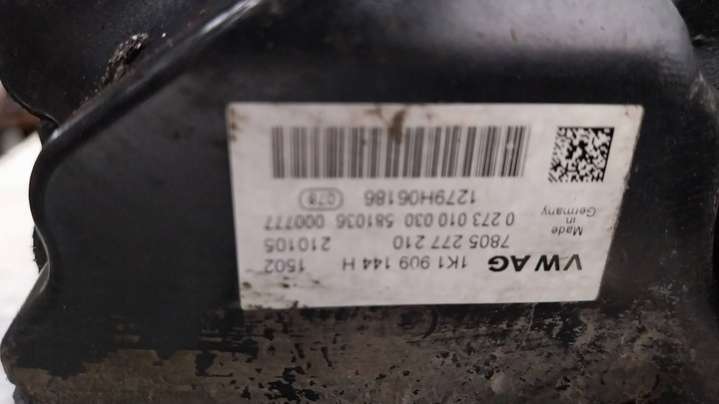 VW AG 1K1 909 144 H 1502
7805 277 210 210105
0 273 010 030 581036 000777
1279H06186 078
Made
in
Germany